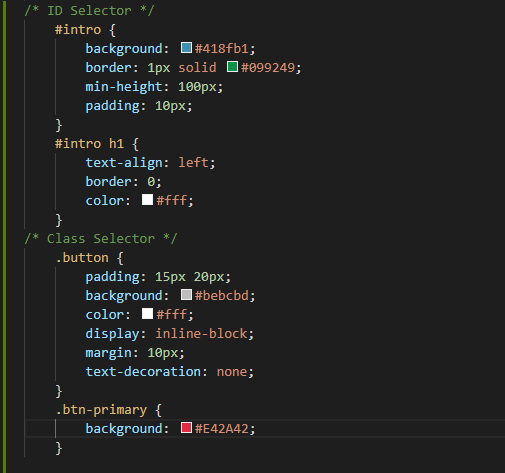 /* ID Selector */
#intro {
background: #418fb1;
border: 1px solid #099249;
min-height: 100px;
padding: 10px;
}
#intro h1 {
text-align: left;
border: 0;
color: #fff;
}
/* Class Selector */
.button {
padding: 15px 20px;
background: #bebcbd;
color: #fff;
display: inline-block;
margin: 10px;
text-decoration: none;
}
.btn-primary {
background: #E42A42;
}